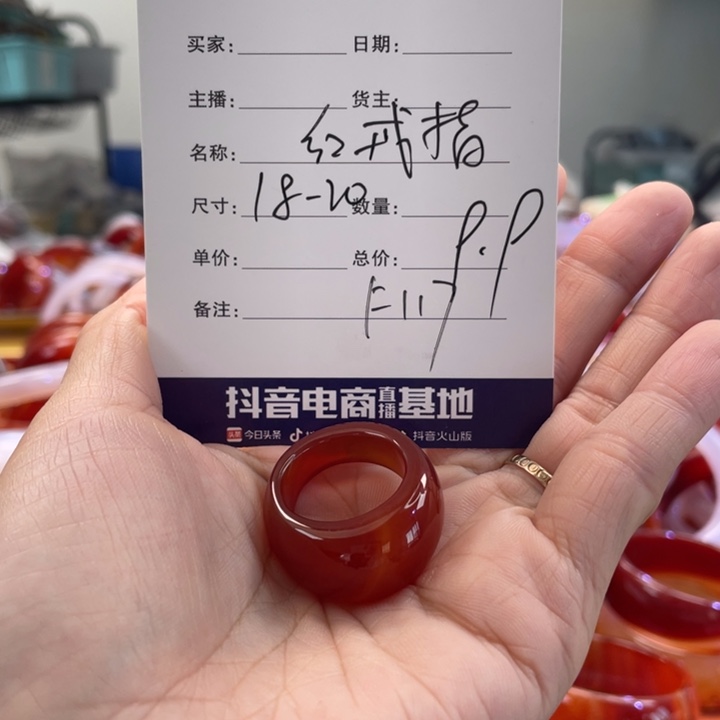 买家: 日期:
主播: 货主:
名称: 红戒指
尺寸: 18-20 数量:
单价: 总价: 9.9
备注:
抖音电商直播基地
今日头条 抖音火山版